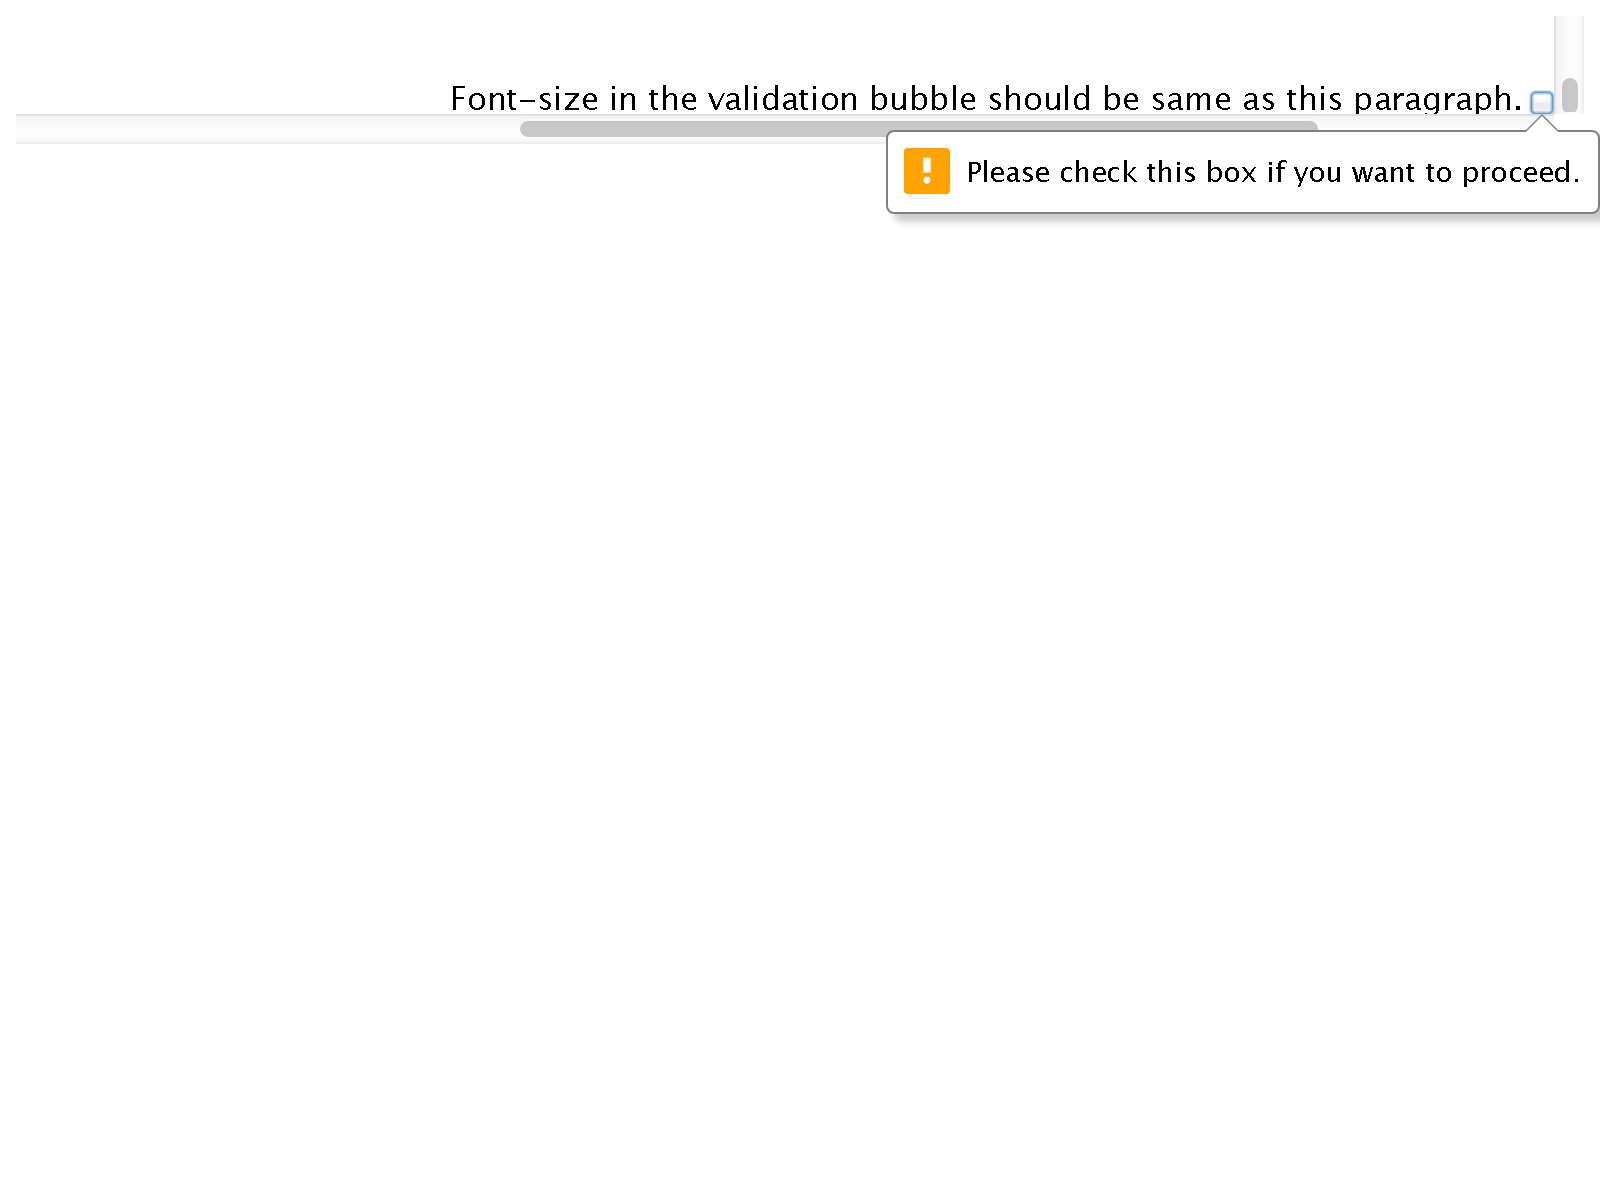 Font-size in the validation bubble should be same as this paragraph.
Please check this box if you want to proceed.